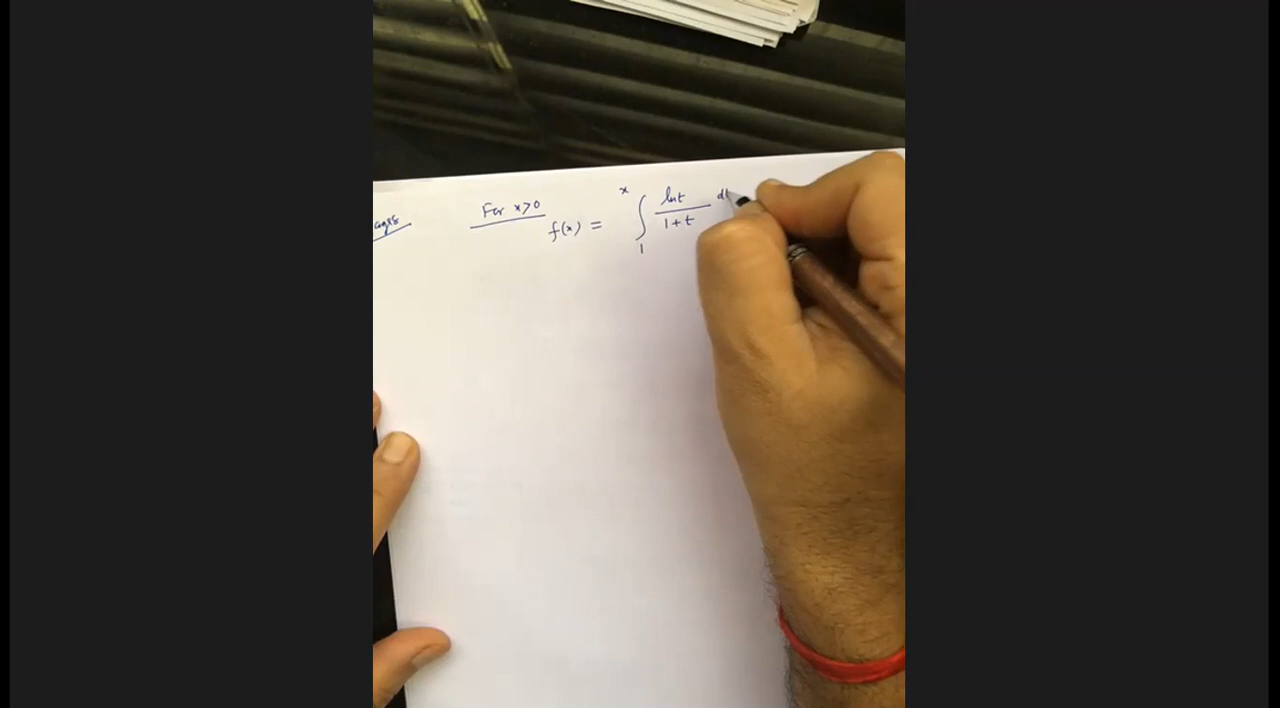 For x>0 f(x) = ∫₁ˣ ln t / 1+t dt